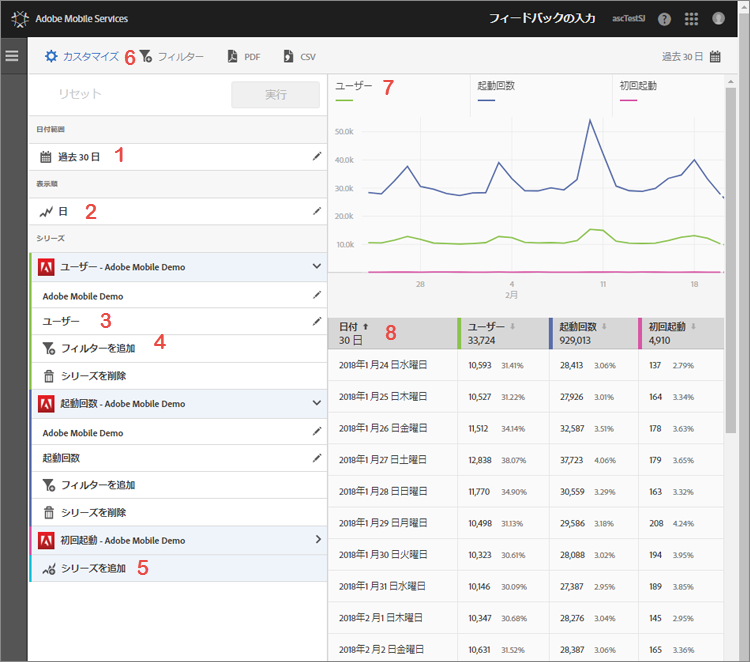 Adobe Mobile Services フィードバックの入力 ascTestSJ ?
カスタマイズ 6 フィルター PDF CSV 過去 30 日
リセット 実行
日付範囲
過去 30 日 1
表示順
日 2
シリーズ
ユーザー - Adobe Mobile Demo
Adobe Mobile Demo
ユーザー 3
フィルターを追加 4
シリーズを削除
起動回数 - Adobe Mobile Demo
Adobe Mobile Demo
起動回数
フィルターを追加
シリーズを削除
初回起動 - Adobe Mobile Demo
シリーズを追加 5
ユーザー 7 起動回数 初回起動
50.0k
40.0k
30.0k
20.0k
10.0k
28 4 11 18
2月
日付 8 ユーザー 起動回数 初回起動
30 日 33,724 929,013 4,910
2018年1月 24 日水曜日 10,593 31.41% 28,413 3.06% 137 2.79%
2018年1月 25 日木曜日 10,527 31.22% 27,926 3.01% 164 3.34%
2018年1月 26 日金曜日 11,512 34.14% 32,587 3.51% 178 3.63%
2018年1月 27 日土曜日 12,838 38.07% 37,723 4.06% 179 3.65%
2018年1月 28 日日曜日 11,770 34.90% 30,559 3.29% 163 3.32%
2018年1月 29 日月曜日 10,498 31.13% 29,586 3.18% 208 4.24%
2018年1月 30 日火曜日 10,323 30.61% 28,088 3.02% 194 3.95%
2018年1月 31 日水曜日 10,146 30.09% 27,387 2.95% 189 3.85%
2018年2月 1 日木曜日 10,347 30.68% 28,276 3.04% 145 2.95%
2018年2月 2 日金曜日 10,631 31.52% 28,387 3.06% 165 3.36%